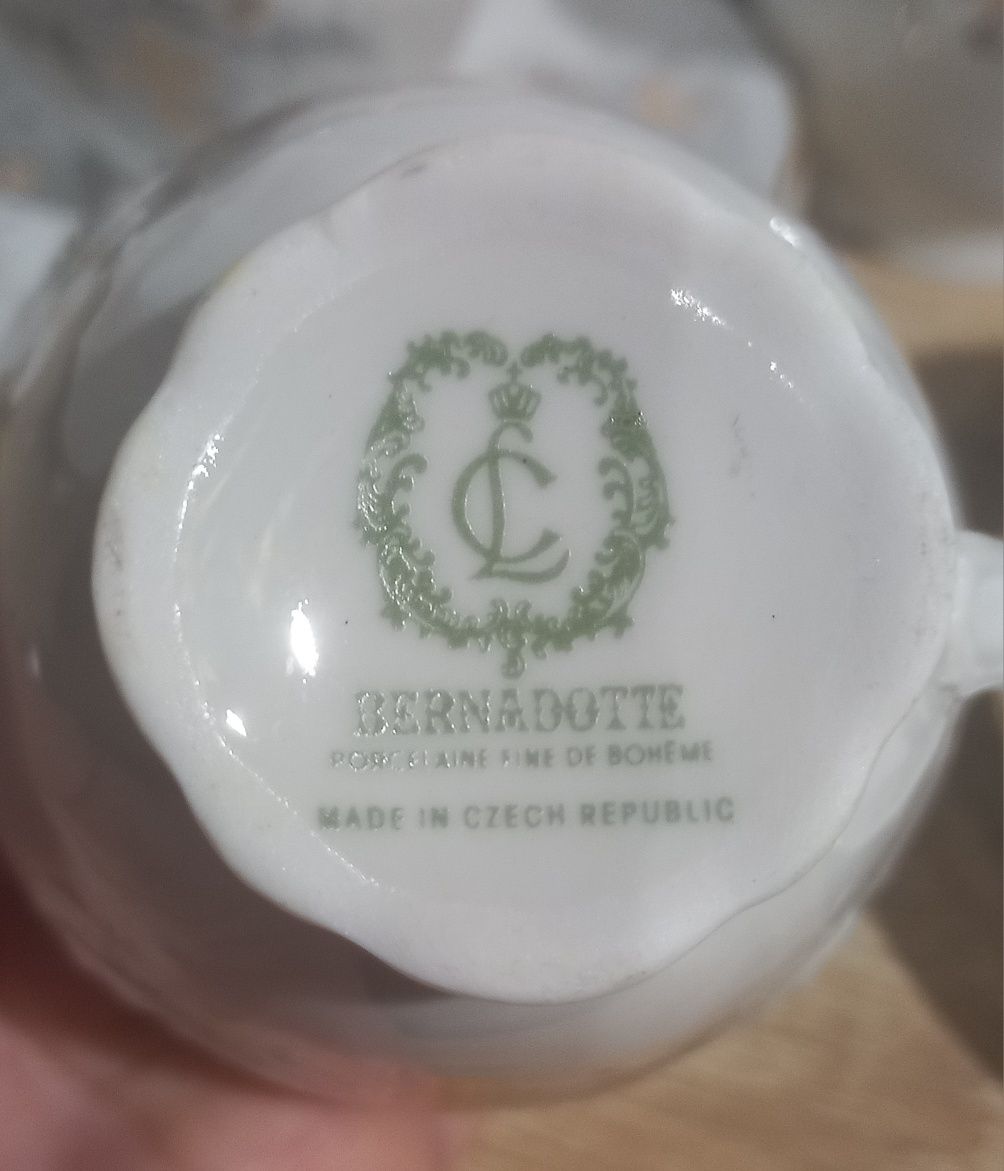 CL
BERNADOTTE
PORCELAINE FINE DE BOHÊME
MADE IN CZECH REPUBLIC